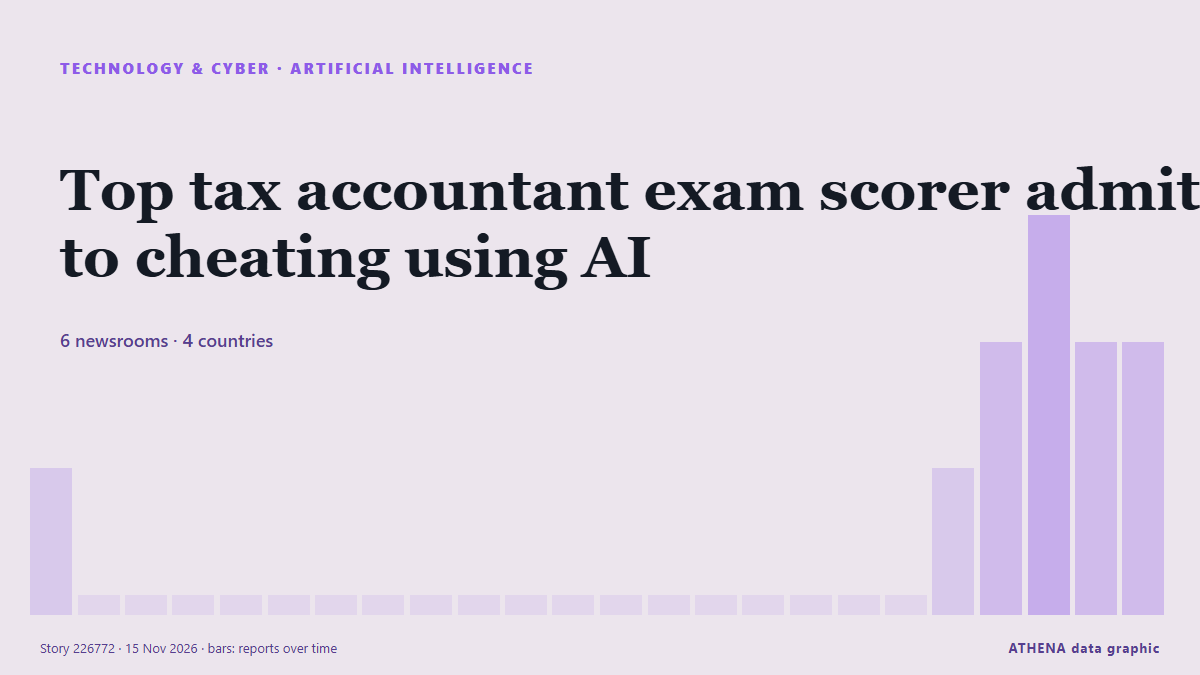 TECHNOLOGY & CYBER · ARTIFICIAL INTELLIGENCE
Top tax accountant exam scorer admit
to cheating using AI
6 newsrooms · 4 countries
Story 226772 · 15 Nov 2026 · bars: reports over time
ATHENA data graphic